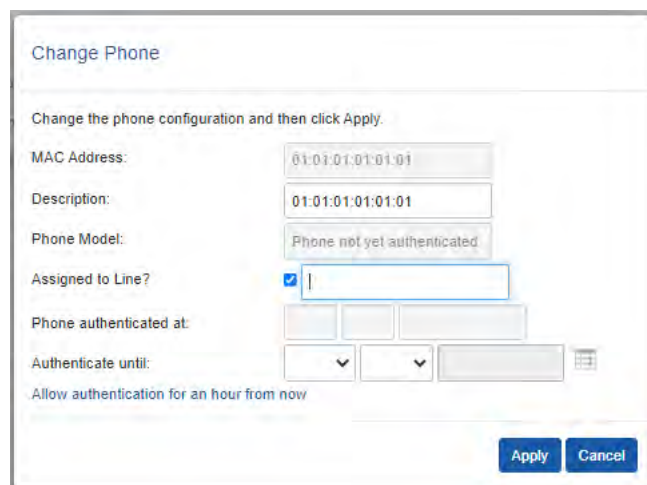 Change Phone
Change the phone configuration and then click Apply.
MAC Address: 01:01:01:01:01:01
Description: 01:01:01:01:01:01
Phone Model: Phone not yet authenticated
Assigned to Line?
Phone authenticated at:
Authenticate until:
Allow authentication for an hour from now
Apply Cancel